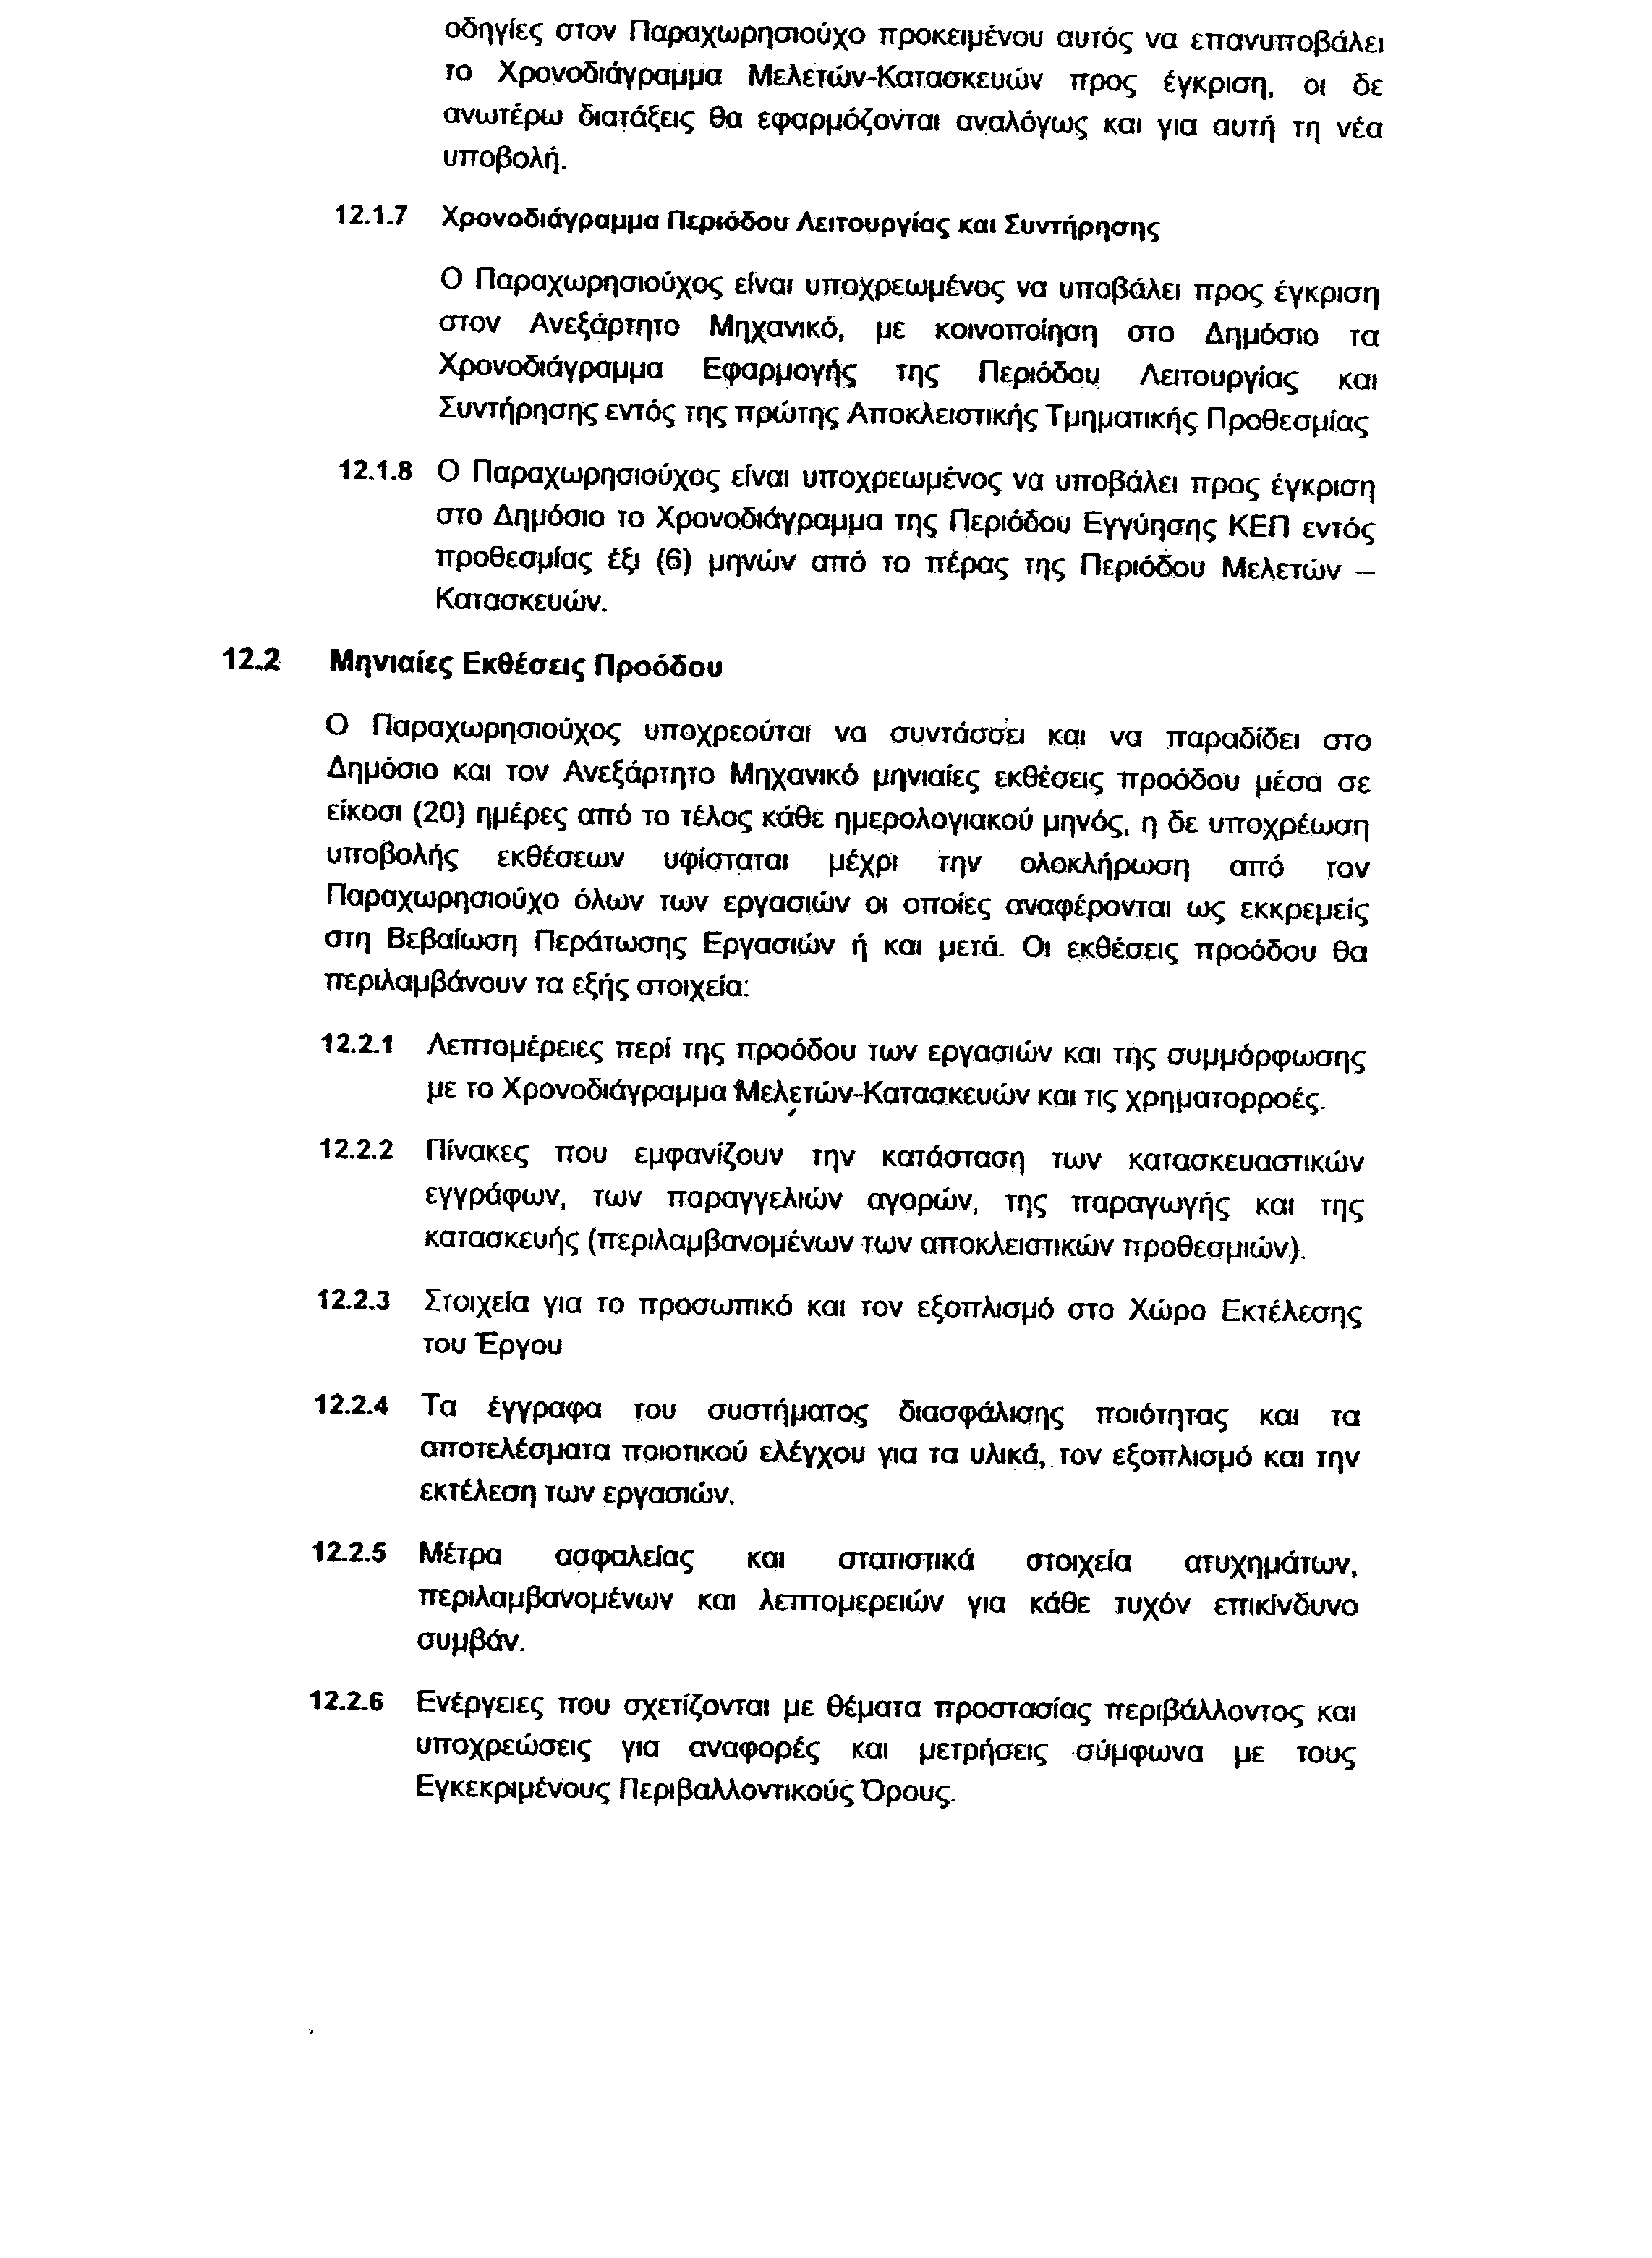 οδηγίες στον Παραχωρησιούχο προκειμένου αυτός να επανυποβάλει
το Χρονοδιάγραμμα Μελετών-Κατασκευών προς έγκριση, οι δε
ανωτέρω διατάξεις θα εφαρμόζονται αναλόγως και για αυτή τη νέα
υποβολή.
12.1.7 Χρονοδιάγραμμα Περιόδου Λειτουργίας και Συντήρησης
Ο Παραχωρησιούχος είναι υποχρεωμένος να υποβάλει προς έγκριση
στον Ανεξάρτητο Μηχανικό, με κοινοποίηση στο Δημόσιο τα
Χρονοδιάγραμμα Εφαρμογής της Περιόδου Λειτουργίας και
Συντήρησης εντός της πρώτης Αποκλειστικής Τμηματικής Προθεσμίας
12.1.8 Ο Παραχωρησιούχος είναι υποχρεωμένος να υποβάλει προς έγκριση
στο Δημόσιο το Χρονοδιάγραμμα της Περιόδου Εγγύησης ΚΕΠ εντός
προθεσμίας έξι (6) μηνών από το πέρας της Περιόδου Μελετών –
Κατασκευών.
12.2 Μηνιαίες Εκθέσεις Προόδου
Ο Παραχωρησιούχος υποχρεούται να συντάσσει και να παραδίδει στο
Δημόσιο και τον Ανεξάρτητο Μηχανικό μηνιαίες εκθέσεις προόδου μέσα σε
είκοσι (20) ημέρες από το τέλος κάθε ημερολογιακού μηνός, η δε υποχρέωση
υποβολής εκθέσεων υφίσταται μέχρι την ολοκλήρωση από τον
Παραχωρησιούχο όλων των εργασιών οι οποίες αναφέρονται ως εκκρεμείς
στη Βεβαίωση Περάτωσης Εργασιών ή και μετά. Οι εκθέσεις προόδου θα
περιλαμβάνουν τα εξής στοιχεία:
12.2.1 Λεπτομέρειες περί της προόδου των εργασιών και της συμμόρφωσης
με το Χρονοδιάγραμμα Μελετών-Κατασκευών και τις χρηματορροές.
12.2.2 Πίνακες που εμφανίζουν την κατάσταση των κατασκευαστικών
εγγράφων, των παραγγελιών αγορών, της παραγωγής και της
κατασκευής (περιλαμβανομένων των αποκλειστικών προθεσμιών).
12.2.3 Στοιχεία για το προσωπικό και τον εξοπλισμό στο Χώρο Εκτέλεσης
του Έργου
12.2.4 Τα έγγραφα του συστήματος διασφάλισης ποιότητας και τα
αποτελέσματα ποιοτικού ελέγχου για τα υλικά, τον εξοπλισμό και την
εκτέλεση των εργασιών.
12.2.5 Μέτρα ασφαλείας και στατιστικά στοιχεία ατυχημάτων,
περιλαμβανομένων και λεπτομερειών για κάθε τυχόν επικίνδυνο
συμβάν.
12.2.6 Ενέργειες που σχετίζονται με θέματα προστασίας περιβάλλοντος και
υποχρεώσεις για αναφορές και μετρήσεις σύμφωνα με τους
Εγκεκριμένους Περιβαλλοντικούς Όρους.